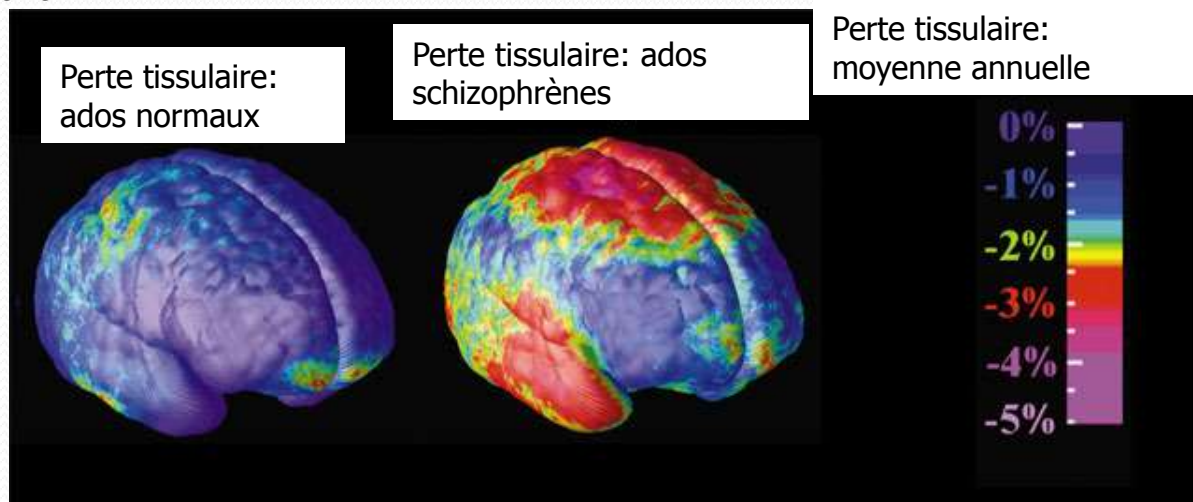 Perte tissulaire:
ados normaux
Perte tissulaire: ados
schizophrènes
Perte tissulaire:
moyenne annuelle
0%
-1%
-2%
-3%
-4%
-5%